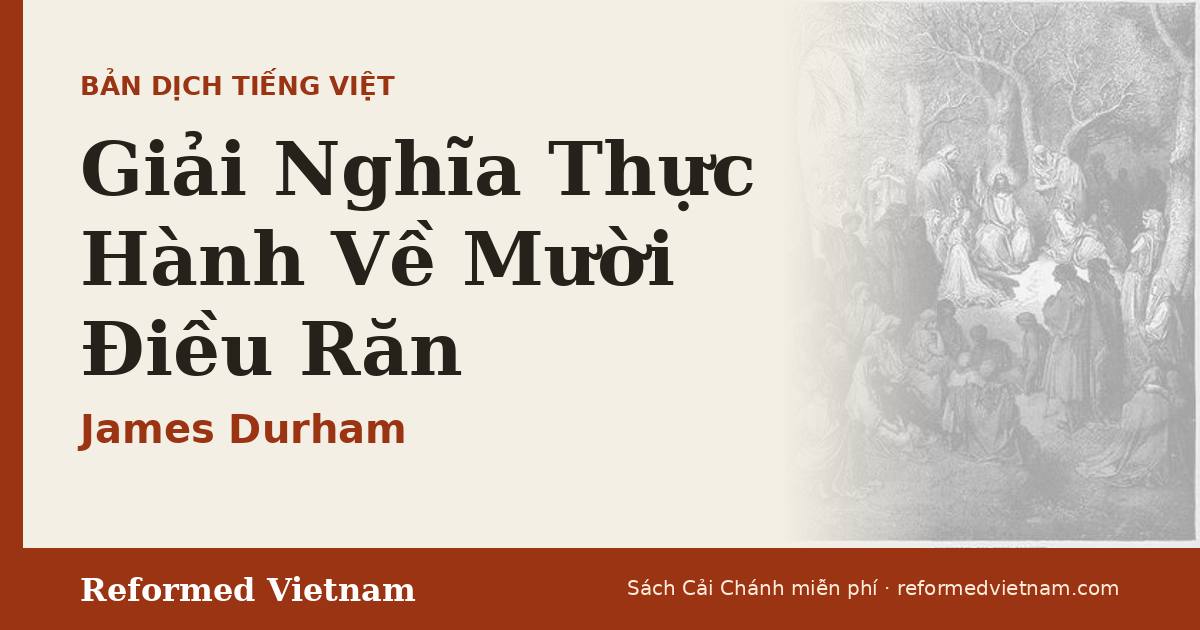 BẢN DỊCH TIẾNG VIỆT
Giải Nghĩa Thực
Hành Về Mười
Điều Răn
James Durham
Reformed Vietnam
Sách Cải Chánh miễn phí · reformedvietnam.com